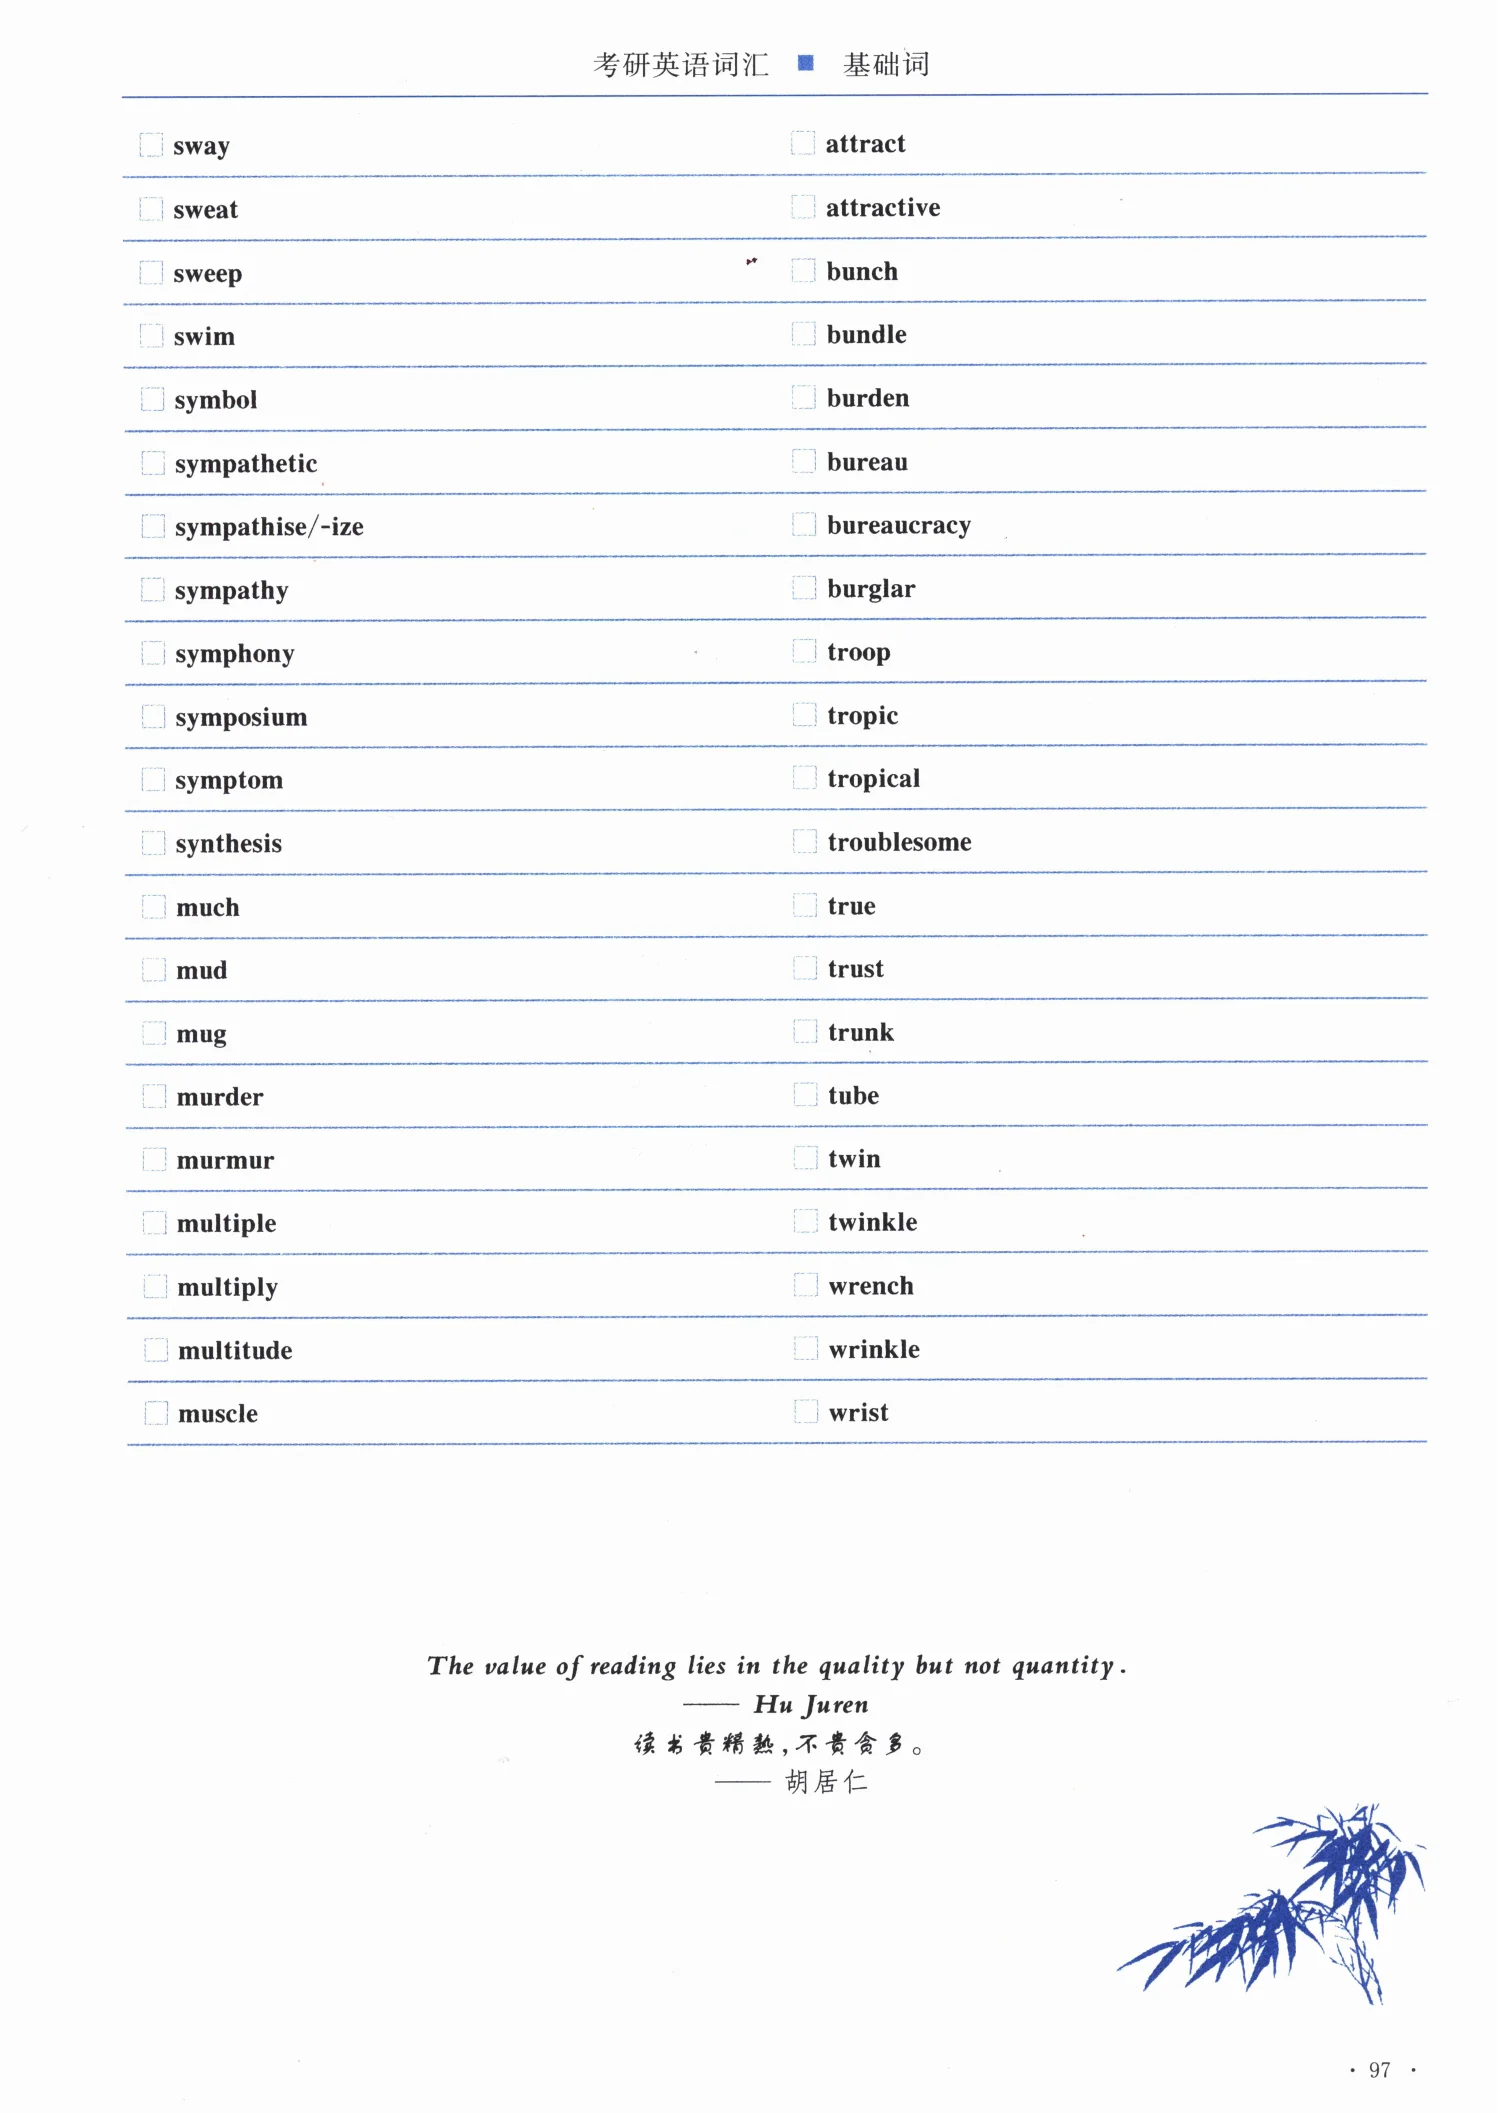 考研英语词汇 ■ 基础词
sway
sweat
sweep
swim
symbol
sympathetic
sympathise/-ize
sympathy
symphony
symposium
symptom
synthesis
much
mud
mug
murder
murmur
multiple
multiply
multitude
muscle
attract
attractive
bunch
bundle
burden
bureau
bureaucracy
burglar
troop
tropic
tropical
troublesome
true
trust
trunk
tube
twin
twinkle
wrench
wrinkle
wrist
The value of reading lies in the quality but not quantity.
—— Hu Juren
读书贵精熟,不贵贪多。
—— 胡居仁
· 97 ·